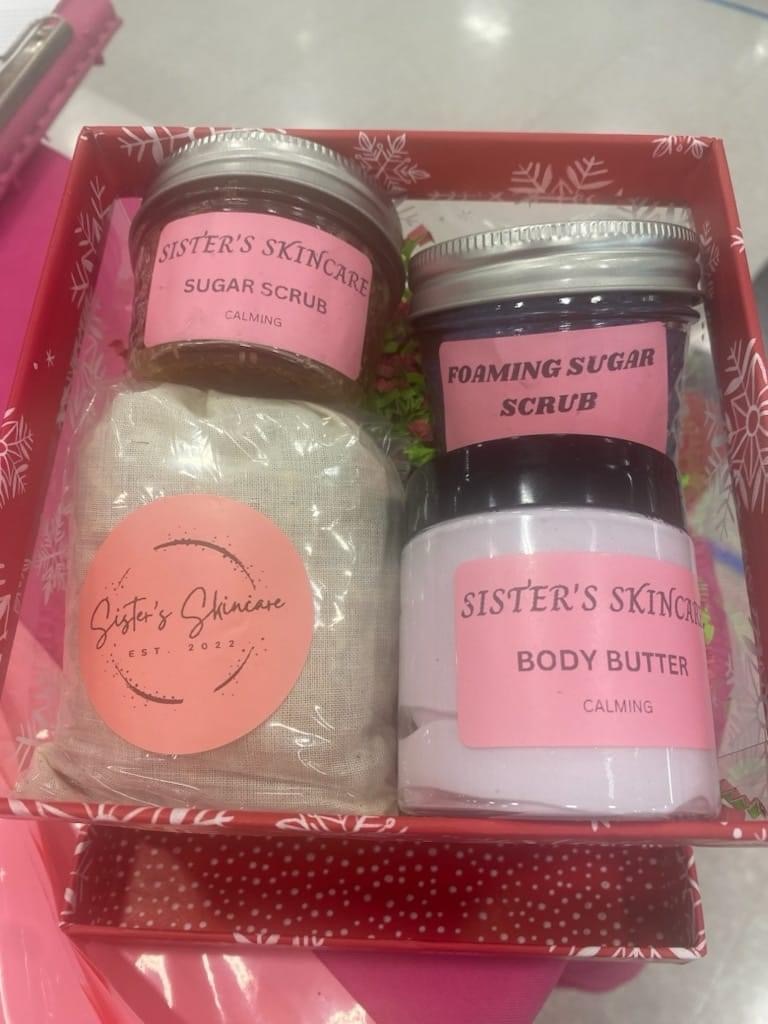 SISTER'S SKINCARE
SUGAR SCRUB
CALMING
FOAMING SUGAR
SCRUB
Sister's Skincare
EST. 2022
SISTER'S SKINCARE
BODY BUTTER
CALMING